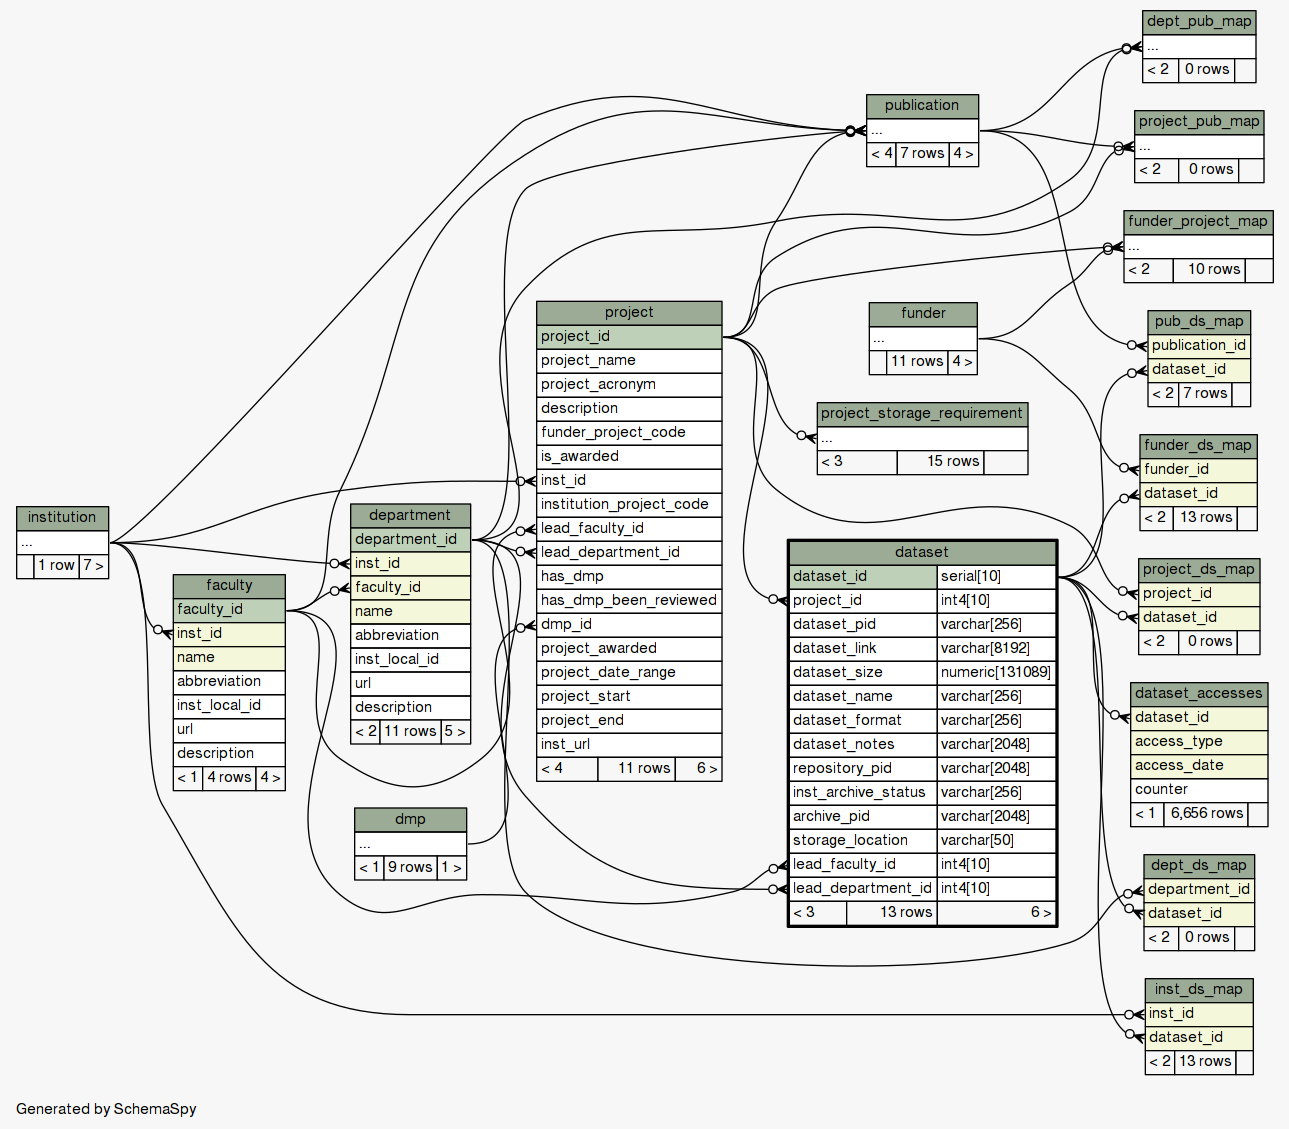 dept_pub_map
...
< 2 0 rows
publication
...
< 4 7 rows 4 >
project_pub_map
...
< 2 0 rows
funder_project_map
...
< 2 10 rows
project
project_id
project_name
project_acronym
description
funder_project_code
is_awarded
inst_id
institution_project_code
lead_faculty_id
lead_department_id
has_dmp
has_dmp_been_reviewed
dmp_id
project_awarded
project_date_range
project_start
project_end
inst_url
< 4 11 rows 6 >
funder
...
11 rows 4 >
pub_ds_map
publication_id
dataset_id
< 2 7 rows
project_storage_requirement
...
< 3 15 rows
funder_ds_map
funder_id
dataset_id
< 2 13 rows
institution
...
1 row 7 >
department
department_id
inst_id
faculty_id
name
abbreviation
inst_local_id
url
description
< 2 11 rows 5 >
faculty
faculty_id
inst_id
name
abbreviation
inst_local_id
url
description
< 1 4 rows 4 >
dataset
dataset_id serial[10]
project_id int4[10]
dataset_pid varchar[256]
dataset_link varchar[8192]
dataset_size numeric[131089]
dataset_name varchar[256]
dataset_format varchar[256]
dataset_notes varchar[2048]
repository_pid varchar[2048]
inst_archive_status varchar[256]
archive_pid varchar[2048]
storage_location varchar[50]
lead_faculty_id int4[10]
lead_department_id int4[10]
< 3 13 rows 6 >
project_ds_map
project_id
dataset_id
< 2 0 rows
dataset_accesses
dataset_id
access_type
access_date
counter
< 1 6,656 rows
dmp
...
< 1 9 rows 1 >
dept_ds_map
department_id
dataset_id
< 2 0 rows
inst_ds_map
inst_id
dataset_id
< 2 13 rows
Generated by SchemaSpy